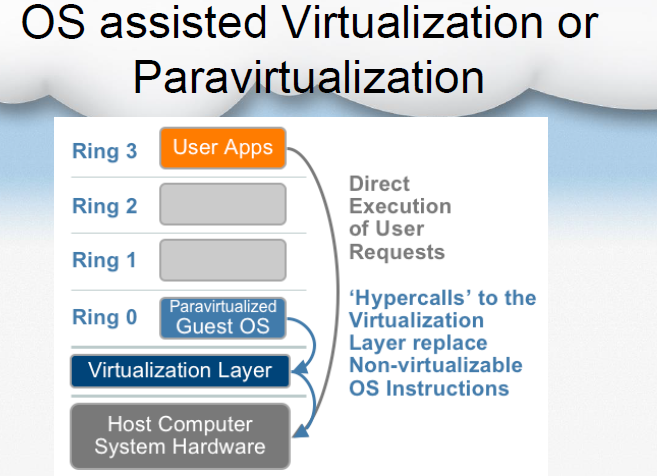 OS assisted Virtualization or
Paravirtualization
Ring 3
User Apps
Ring 2
Ring 1
Ring 0
Paravirtualized
Guest OS
Virtualization Layer
Host Computer
System Hardware
Direct
Execution
of User
Requests
‘Hypercalls’ to the
Virtualization
Layer replace
Non-virtualizable
OS Instructions